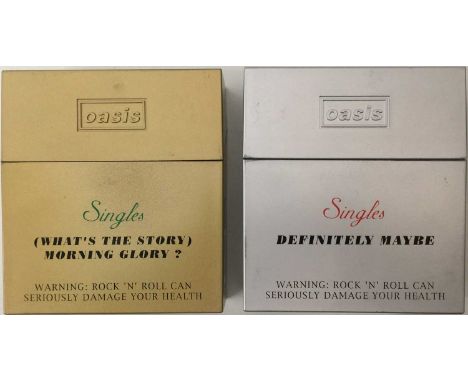 oasis
Singles
(WHAT'S THE STORY)
MORNING GLORY ?
WARNING: ROCK 'N' ROLL CAN
SERIOUSLY DAMAGE YOUR HEALTH
oasis
Singles
DEFINITELY MAYBE
WARNING: ROCK 'N' ROLL CAN
SERIOUSLY DAMAGE YOUR HEALTH